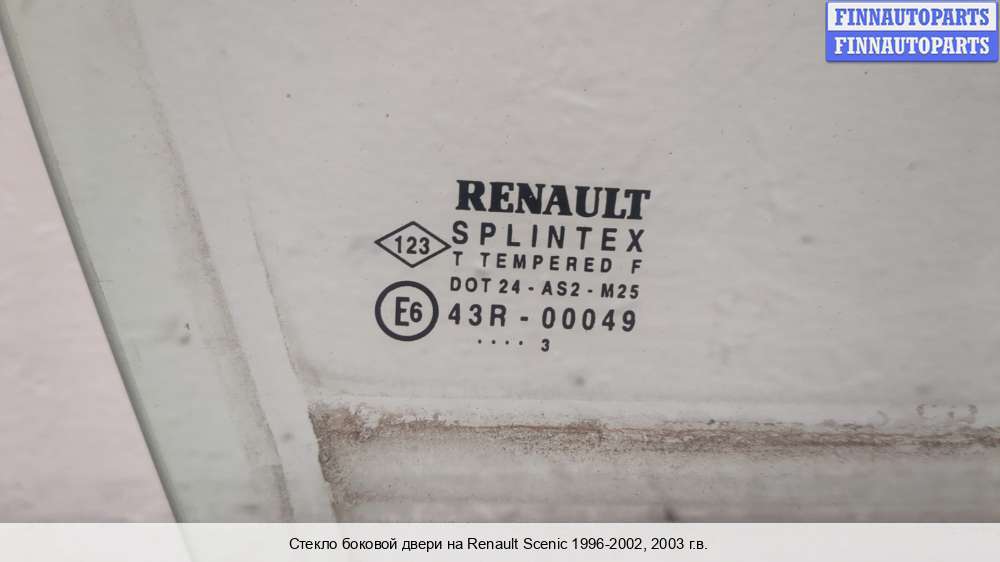 FINNAUTOPARTS
FINNAUTOPARTS
RENAULT
123 SPLINTEX
T TEMPERED F
DOT 24 - AS2 - M25
E6 43R - 00049
.... 3
Стекло боковой двери на Renault Scenic 1996-2002, 2003 г.в.